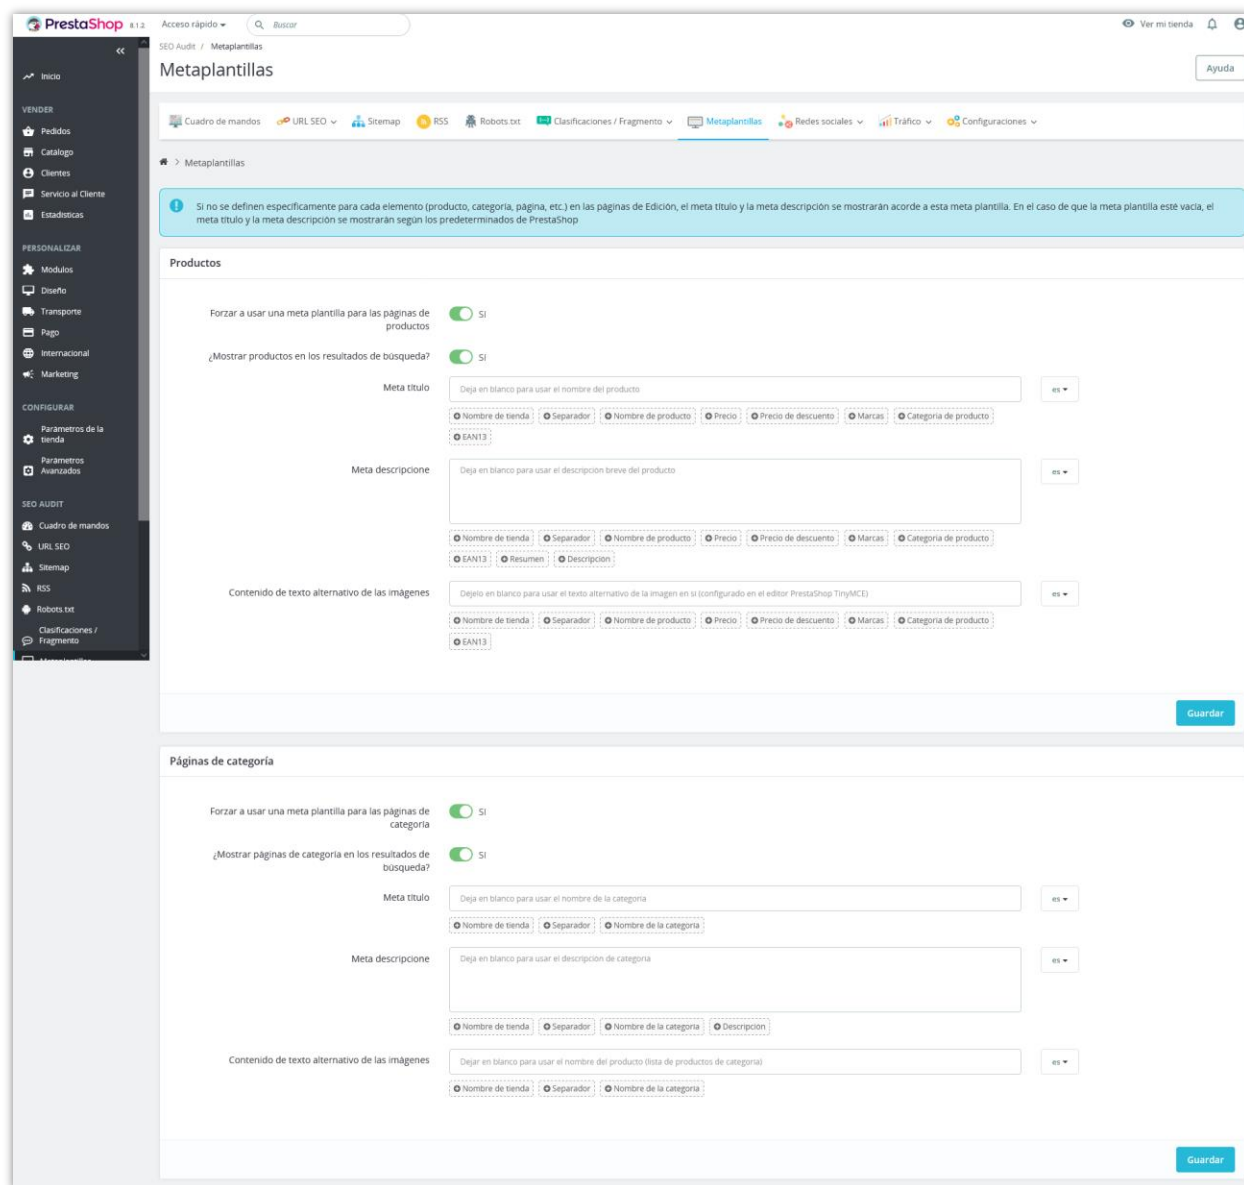 PrestaShop 8.1.2 Acceso rápido Buscar Ver mi tienda
SEO Audit / Metaplantillas
Metaplantillas
Ayuda
Inicio
VENDER
Pedidos
Catálogo
Clientes
Servicio al Cliente
Estadísticas
PERSONALIZAR
Módulos
Diseño
Transporte
Pago
Internacional
Marketing
CONFIGURAR
Parámetros de la
tienda
Parámetros
Avanzados
SEO AUDIT
Cuadro de mandos
URL SEO
Sitemap
RSS
Robots.txt
Clasificaciones /
Fragmento
Metaplantillas
Cuadro de mandos URL SEO Sitemap RSS Robots.txt Clasificaciones / Fragmento Metaplantillas Redes sociales Tráfico Configuraciones
> Metaplantillas
Si no se definen específicamente para cada elemento (producto, categoría, página, etc.) en las páginas de Edición, el meta título y la meta descripción se mostrarán acorde a esta meta plantilla. En el caso de que la meta plantilla esté vacía, el
meta título y la meta descripción se mostrarán según los predeterminados de PrestaShop
Productos
Forzar a usar una meta plantilla para las páginas de
productos
SI
¿Mostrar productos en los resultados de búsqueda? SI
Meta título Deja en blanco para usar el nombre del producto es
Nombre de tienda Separador Nombre de producto Precio Precio de descuento Marcas Categoría de producto
EAN13
Meta descripcione Deja en blanco para usar el descripción breve del producto es
Nombre de tienda Separador Nombre de producto Precio Precio de descuento Marcas Categoría de producto
EAN13 Resumen Descripción
Contenido de texto alternativo de las imágenes Déjelo en blanco para usar el texto alternativo de la imagen en sí (configurado en el editor PrestaShop TinyMCE) es
Nombre de tienda Separador Nombre de producto Precio Precio de descuento Marcas Categoría de producto
EAN13
Guardar
Páginas de categoría
Forzar a usar una meta plantilla para las páginas de
categoría
SI
¿Mostrar páginas de categoría en los resultados de
búsqueda?
SI
Meta título Deja en blanco para usar el nombre de la categoría es
Nombre de tienda Separador Nombre de la categoría
Meta descripcione Deja en blanco para usar el descripción de categoría es
Nombre de tienda Separador Nombre de la categoría Descripción
Contenido de texto alternativo de las imágenes Dejar en blanco para usar el nombre del producto (lista de productos de categoría) es
Nombre de tienda Separador Nombre de la categoría
Guardar